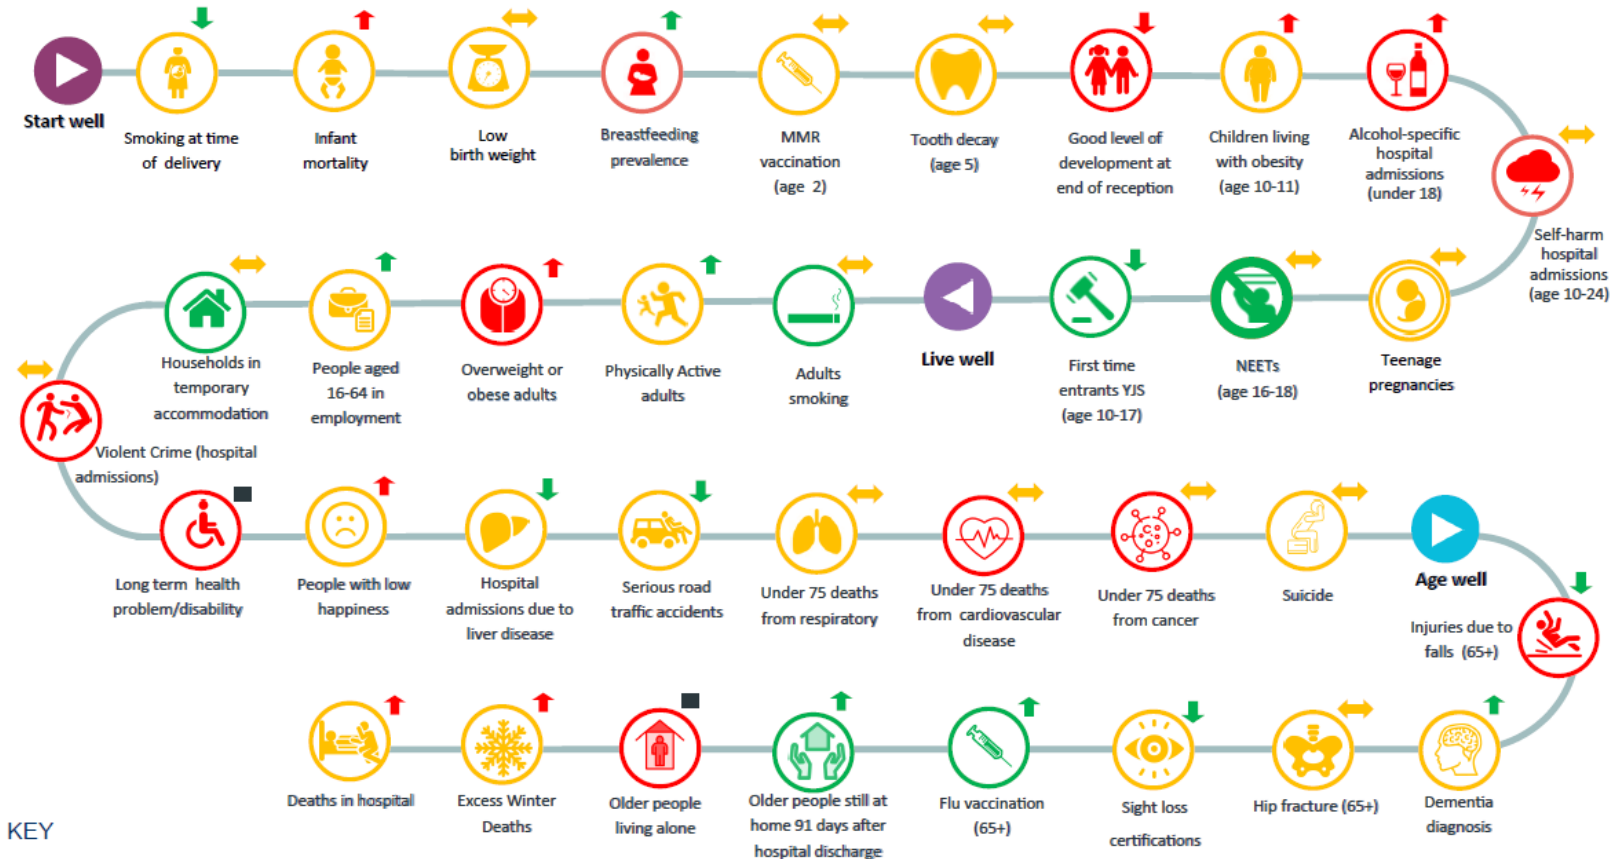 Start well
Smoking at time
of delivery
Infant
mortality
Low
birth weight
Breastfeeding
prevalence
MMR
vaccination
(age 2)
Tooth decay
(age 5)
Good level of
development at
end of reception
Children living
with obesity
(age 10-11)
Alcohol-specific
hospital
admissions
(under 18)
Self-harm
hospital
admissions
(age 10-24)
Teenage
pregnancies
NEETs
(age 16-18)
First time
entrants YJS
(age 10-17)
Live well
Adults
smoking
Physically Active
adults
Overweight or
obese adults
People aged
16-64 in
employment
Households in
temporary
accommodation
Violent Crime (hospital
admissions)
Long term health
problem/disability
People with low
happiness
Hospital
admissions due to
liver disease
Serious road
traffic accidents
Under 75 deaths
from respiratory
Under 75 deaths
from cardiovascular
disease
Under 75 deaths
from cancer
Suicide
Age well
Injuries due to
falls (65+)
Dementia
diagnosis
Hip fracture (65+)
Sight loss
certifications
Flu vaccination
(65+)
Older people still at
home 91 days after
hospital discharge
Older people
living alone
Excess Winter
Deaths
Deaths in hospital
KEY